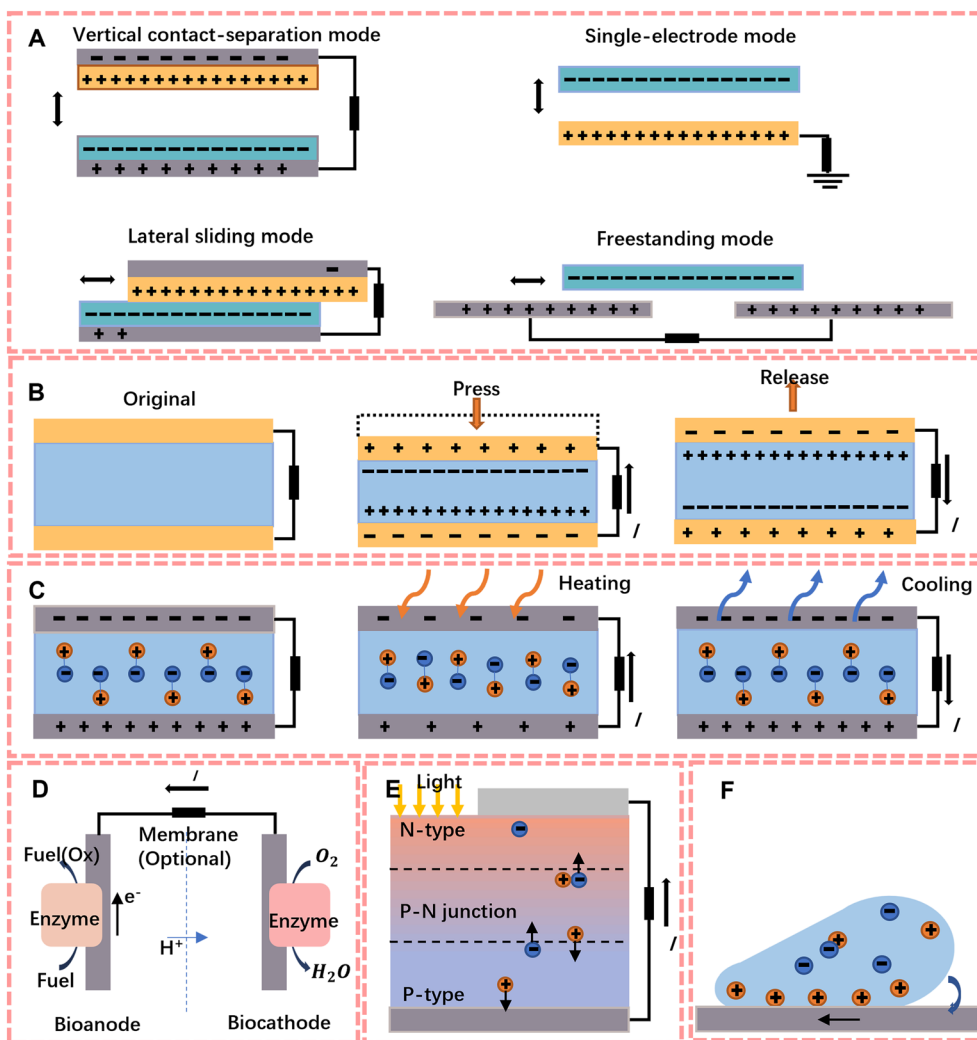 A
Vertical contact-separation mode
Single-electrode mode
Lateral sliding mode
Freestanding mode
B
Original
Press
Release
I
I
C
Heating
Cooling
I
I
D
I
Membrane
(Optional)
Fuel(Ox)
O₂
Enzyme
e⁻
Enzyme
H⁺
Fuel
H₂O
Bioanode
Biocathode
E
Light
N-type
P-N junction
I
P-type
F